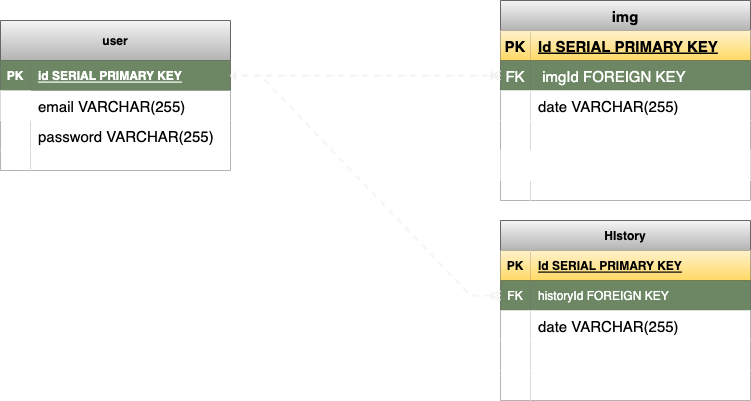 user
PK Id SERIAL PRIMARY KEY
email VARCHAR(255)
password VARCHAR(255)
img
PK Id SERIAL PRIMARY KEY
FK imgId FOREIGN KEY
date VARCHAR(255)
HIstory
PK Id SERIAL PRIMARY KEY
FK historyId FOREIGN KEY
date VARCHAR(255)